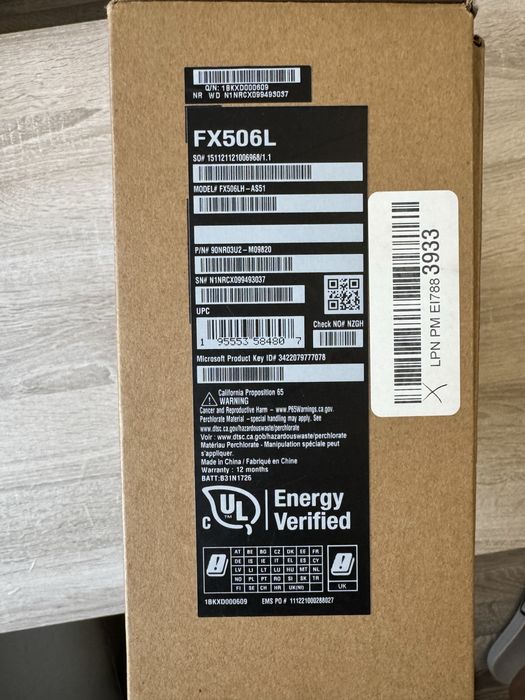 Q/N: 1BKXD000609
NR WD N1NRCX099493037
FX506L
SO# 151121121006968/1.1
MODEL# FX506LH-AS51
P/N# 90NR03U2-M09820
SN# N1NRCX099493037
UPC
Check NO# NZGH
1 95553 58480 7
Microsoft Product Key ID# 3422079777078
California Proposition 65
WARNING
Cancer and Reproductive Harm - www.P65Warnings.ca.gov
Perchlorate Material - special handling may apply. See
www.dtsc.ca.gov/hazardouswaste/perchlorate
Voir : www.dtsc.ca.gob/hazardouswaste/perchlorate
Matériau Perchlorate - Manipulation spéciale peut
s'appliquer.
Made in China / Fabriqué en Chine
Warranty : 12 months
BATT:B31N1726
C UL TM Energy
Verified
AT BE BG CZ DK EE FR
DE IS IE IT EL ES CY
LV LI LT LU HU MT NL
NO PL PT RO SI SK TR
FI SE CH HR UK(NI)
UK
1BKXD000609 EMS PO # 111221000288027
LPN PM EI788 3933
X